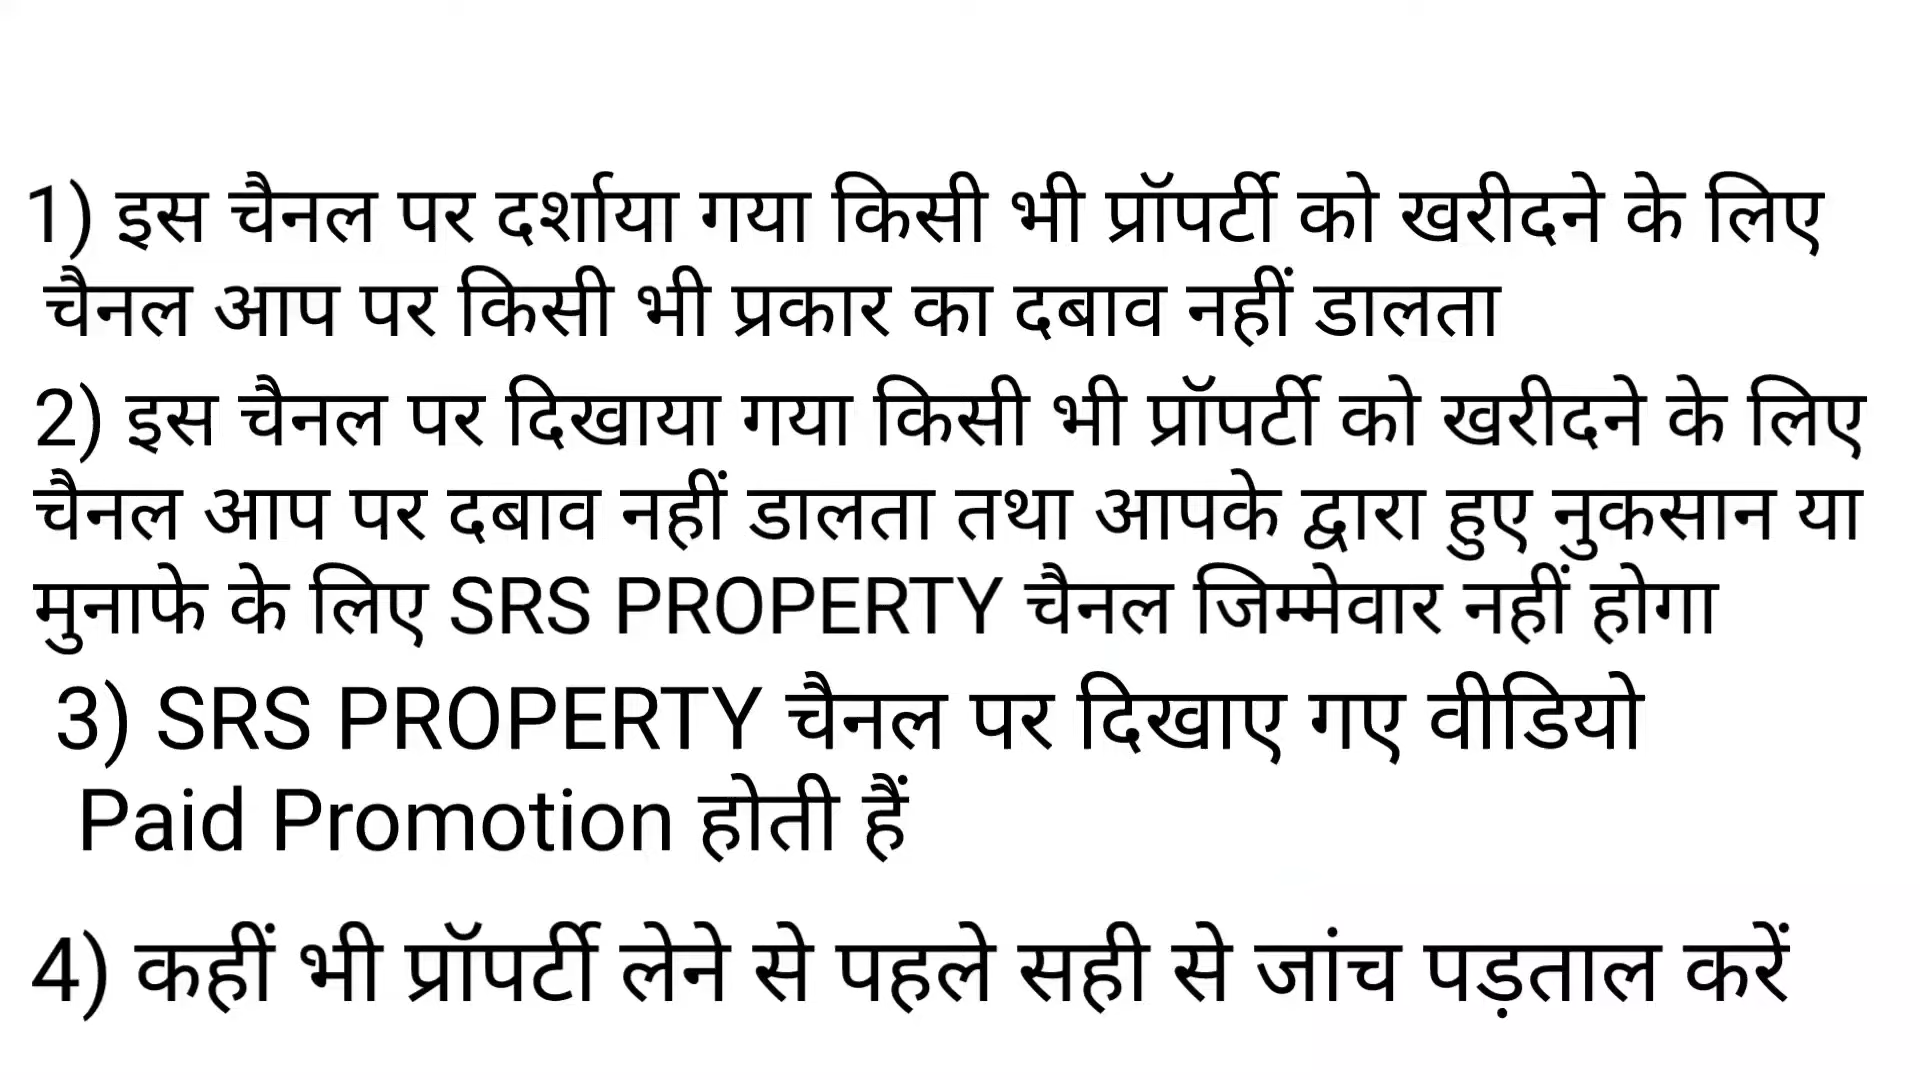 1) इस चैनल पर दर्शाया गया किसी भी प्रॉपर्टी को खरीदने के लिए
चैनल आप पर किसी भी प्रकार का दबाव नहीं डालता
2) इस चैनल पर दिखाया गया किसी भी प्रॉपर्टी को खरीदने के लिए
चैनल आप पर दबाव नहीं डालता तथा आपके द्वारा हुए नुकसान या
मुनाफे के लिए SRS PROPERTY चैनल जिम्मेवार नहीं होगा
3) SRS PROPERTY चैनल पर दिखाए गए वीडियो
Paid Promotion होती हैं
4) कहीं भी प्रॉपर्टी लेने से पहले सही से जांच पड़ताल करें